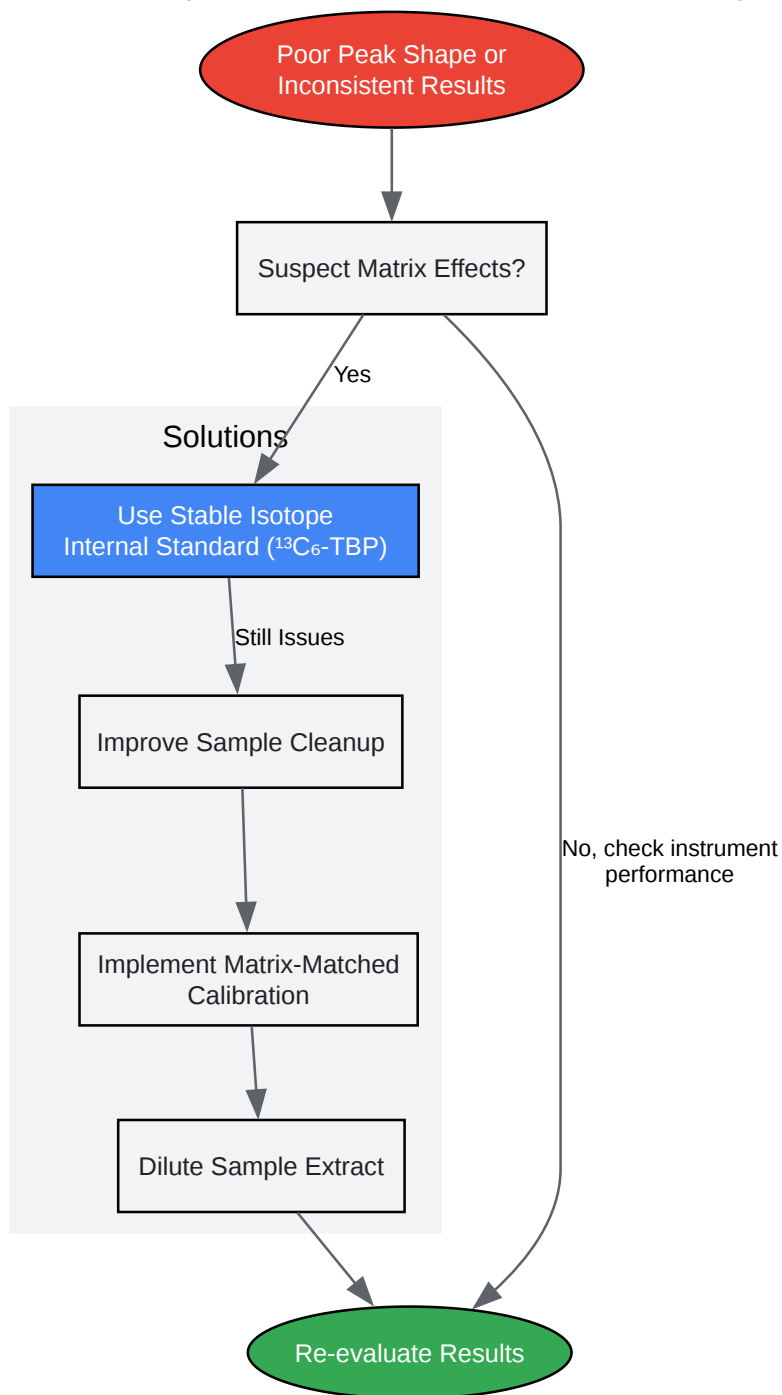 Poor Peak Shape or
Inconsistent Results
Suspect Matrix Effects?
Yes
Solutions
Use Stable Isotope
Internal Standard (¹³C₆-TBP)
Still Issues
Improve Sample Cleanup
No, check instrument
performance
Implement Matrix-Matched
Calibration
Dilute Sample Extract
Re-evaluate Results